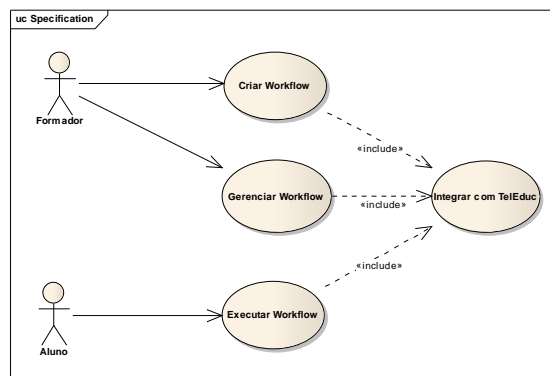 uc Specification
Criar Workflow
Formador
«include»
Gerenciar Workflow
«include»
Integrar com TelEduc
«include»
Executar Workflow
Aluno